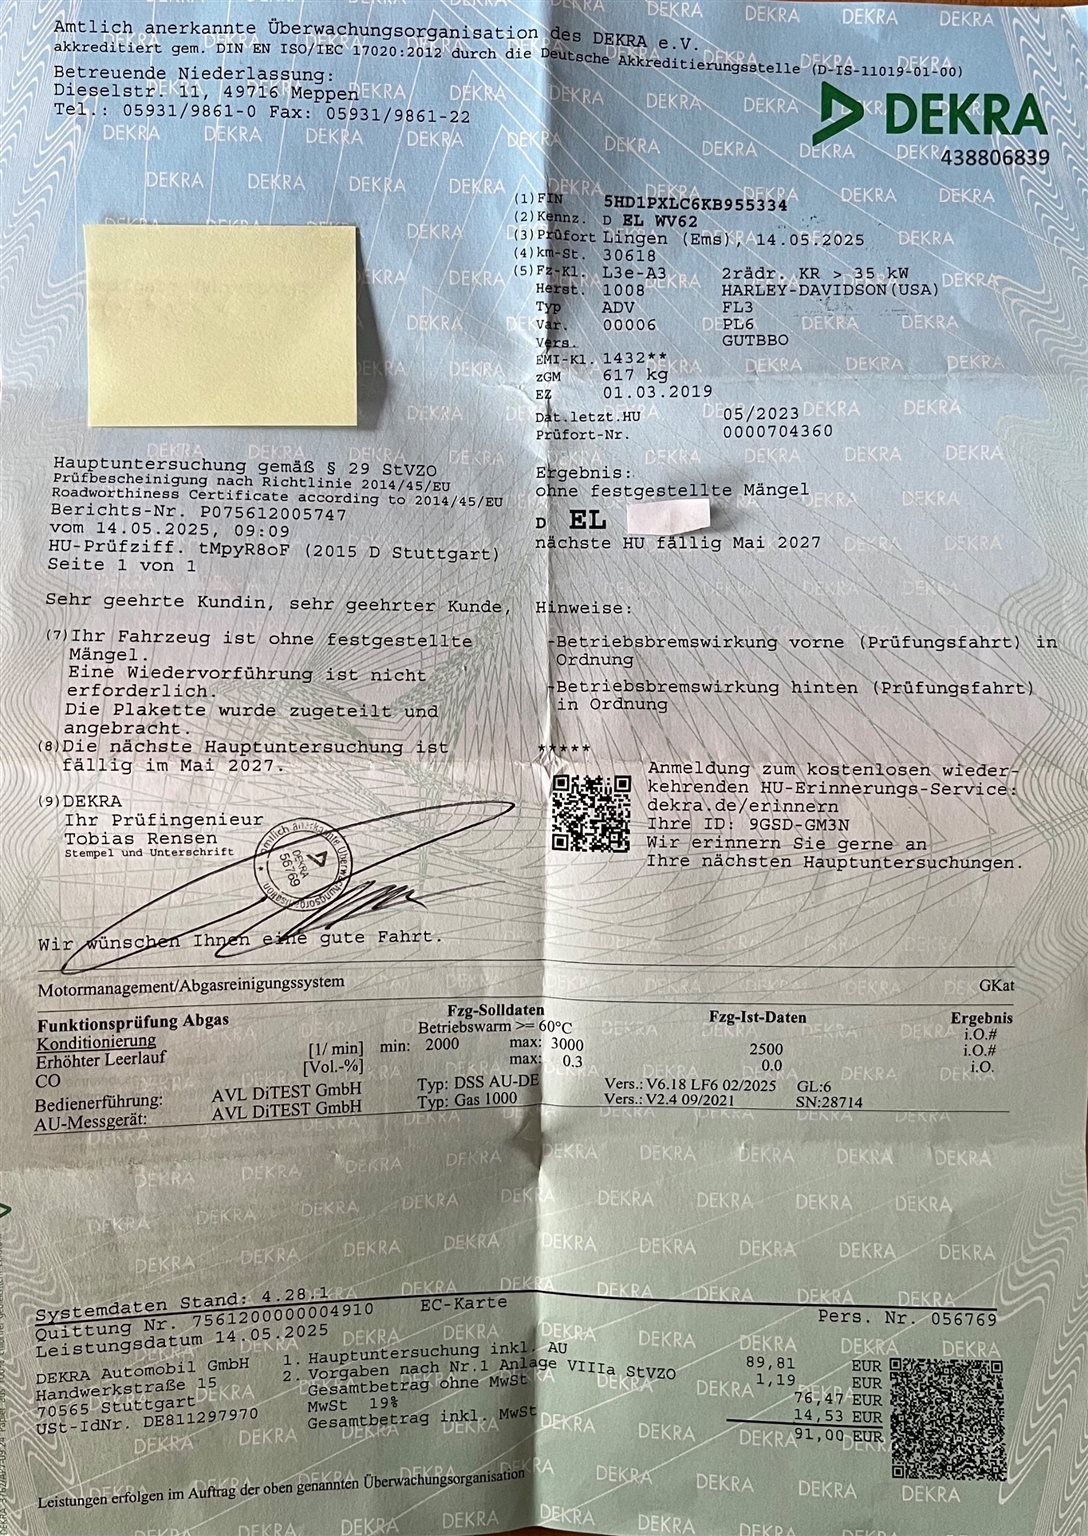 Amtlich anerkannte Überwachungsorganisation des DEKRA e.V.
akkreditiert gem. DIN EN ISO/IEC 17020:2012 durch die Deutsche Akkreditierungsstelle (D-IS-11019-01-00)
Betreuende Niederlassung:
Dieselstr. 11, 49716 Meppen
Tel.: 05931/9861-0 Fax: 05931/9861-22
DEKRA
438806839
(1) FIN 5HD1PXLC6KB955334
(2) Kennz. D EL WV62
(3) Prüfort Lingen (Ems), 14.05.2025
(4) km-St. 30618
(5) Fz-Kl. L3e-A3 2rädr. KR > 35 kW
Herst. 1008 HARLEY-DAVIDSON(USA)
Typ ADV FL3
Var. 00006 PL6
Vers. GUTBBO
EMI-Kl. 1432**
zGM 617 kg
EZ 01.03.2019
Dat.letzt.HU 05/2023
Prüfort-Nr. 0000704360
Hauptuntersuchung gemäß § 29 StVZO
Prüfbescheinigung nach Richtlinie 2014/45/EU
Roadworthiness Certificate according to 2014/45/EU
Berichts-Nr. P075612005747
vom 14.05.2025, 09:09
HU-Prüfziff. tMpyR8oF (2015 D Stuttgart)
Seite 1 von 1
Ergebnis:
ohne festgestellte Mängel
D EL
nächste HU fällig Mai 2027
Sehr geehrte Kundin, sehr geehrter Kunde,
(7) Ihr Fahrzeug ist ohne festgestellte
Mängel.
Eine Wiedervorführung ist nicht
erforderlich.
Die Plakette wurde zugeteilt und
angebracht.
(8) Die nächste Hauptuntersuchung ist
fällig im Mai 2027.
(9) DEKRA
Ihr Prüfingenieur
Tobias Rensen
Stempel und Unterschrift
Amtlich anerkannte Überwachungsorganisation
DEKRA
56769
Wir wünschen Ihnen eine gute Fahrt.
Hinweise:
-Betriebsbremswirkung vorne (Prüfungsfahrt) in
Ordnung
-Betriebsbremswirkung hinten (Prüfungsfahrt)
in Ordnung
*****
Anmeldung zum kostenlosen wieder-
kehrenden HU-Erinnerungs-Service:
dekra.de/erinnern
Ihre ID: 9GSD-GM3N
Wir erinnern Sie gerne an
Ihre nächsten Hauptuntersuchungen.
Motormanagement/Abgasreinigungssystem GKat
Funktionsprüfung Abgas Fzg-Solldaten Fzg-Ist-Daten Ergebnis
Konditionierung Betriebswarm >= 60°C i.O.#
Erhöhter Leerlauf [1/ min] min: 2000 max: 3000 2500 i.O.#
CO [Vol.-%] max: 0.3 0.0 i.O.
Bedienerführung: AVL DiTEST GmbH Typ: DSS AU-DE Vers.: V6.18 LF6 02/2025 GL:6
AU-Messgerät: AVL DiTEST GmbH Typ: Gas 1000 Vers.: V2.4 09/2021 SN:28714
Systemdaten Stand: 4.28.1
Quittung Nr. 7561200000004910 EC-Karte Pers. Nr. 056769
Leistungsdatum 14.05.2025
DEKRA Automobil GmbH
Handwerkstraße 15
70565 Stuttgart
USt-IdNr. DE811297970
1. Hauptuntersuchung inkl. AU 89,81 EUR
2. Vorgaben nach Nr.1 Anlage VIIIa StVZO 1,19 EUR
Gesamtbetrag ohne MwSt 76,47 EUR
MwSt 19% 14,53 EUR
Gesamtbetrag inkl. MwSt 91,00 EUR
Leistungen erfolgen im Auftrag der oben genannten Überwachungsorganisation